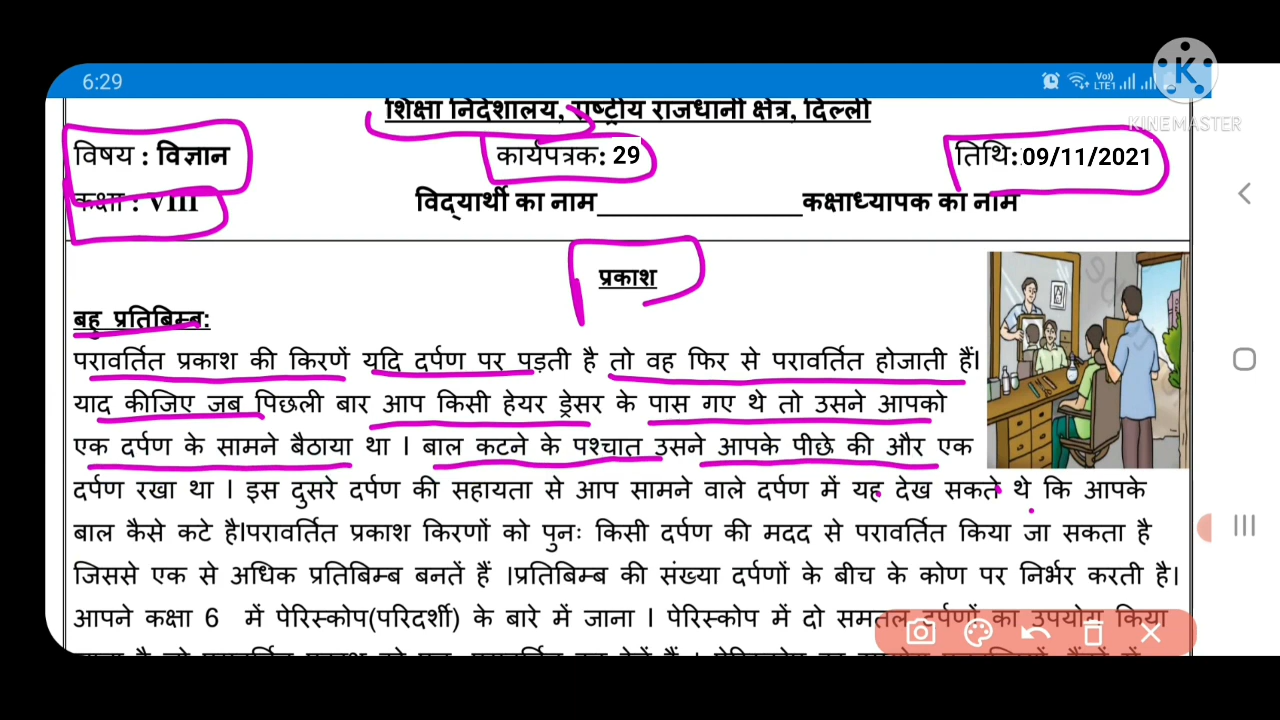 6:29
Vo) LTE1
KINEMASTER
शिक्षा निदेशालय, राष्ट्रीय राजधानी क्षेत्र, दिल्ली
विषय : विज्ञान कार्यपत्रक: 29 तिथि: 09/11/2021
कक्षा : VIII विद्यार्थी का नाम______________कक्षाध्यापक का नाम
प्रकाश
बहु प्रतिबिम्ब:
परावर्तित प्रकाश की किरणें यदि दर्पण पर पड़ती है तो वह फिर से परावर्तित होजाती हैं।
याद कीजिए जब पिछली बार आप किसी हेयर ड्रेसर के पास गए थे तो उसने आपको
एक दर्पण के सामने बैठाया था । बाल कटने के पश्चात उसने आपके पीछे की और एक
दर्पण रखा था । इस दुसरे दर्पण की सहायता से आप सामने वाले दर्पण में यह देख सकते थे कि आपके
बाल कैसे कटे है।परावर्तित प्रकाश किरणों को पुनः किसी दर्पण की मदद से परावर्तित किया जा सकता है
जिससे एक से अधिक प्रतिबिम्ब बनतें हैं ।प्रतिबिम्ब की संख्या दर्पणों के बीच के कोण पर निर्भर करती है।
आपने कक्षा 6 में पेरिस्कोप(परिदर्शी) के बारे में जाना । पेरिस्कोप में दो समतल दर्पणों का उपयोग किया